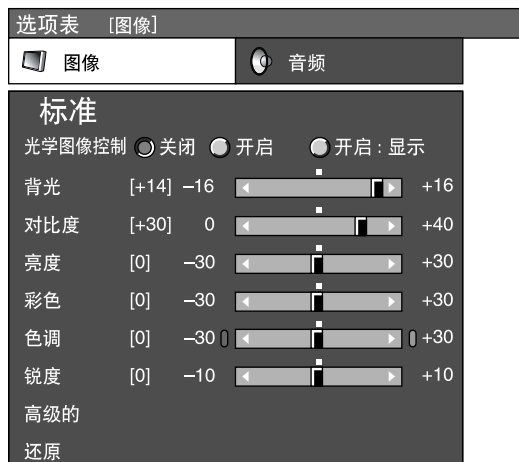 选项表 [图像]
图像 音频
标准
光学图像控制 关闭 开启 开启 : 显示
背光 [+14] −16 +16
对比度 [+30] 0 +40
亮度 [0] −30 +30
彩色 [0] −30 +30
色调 [0] −30 +30
锐度 [0] −10 +10
高级的
还原